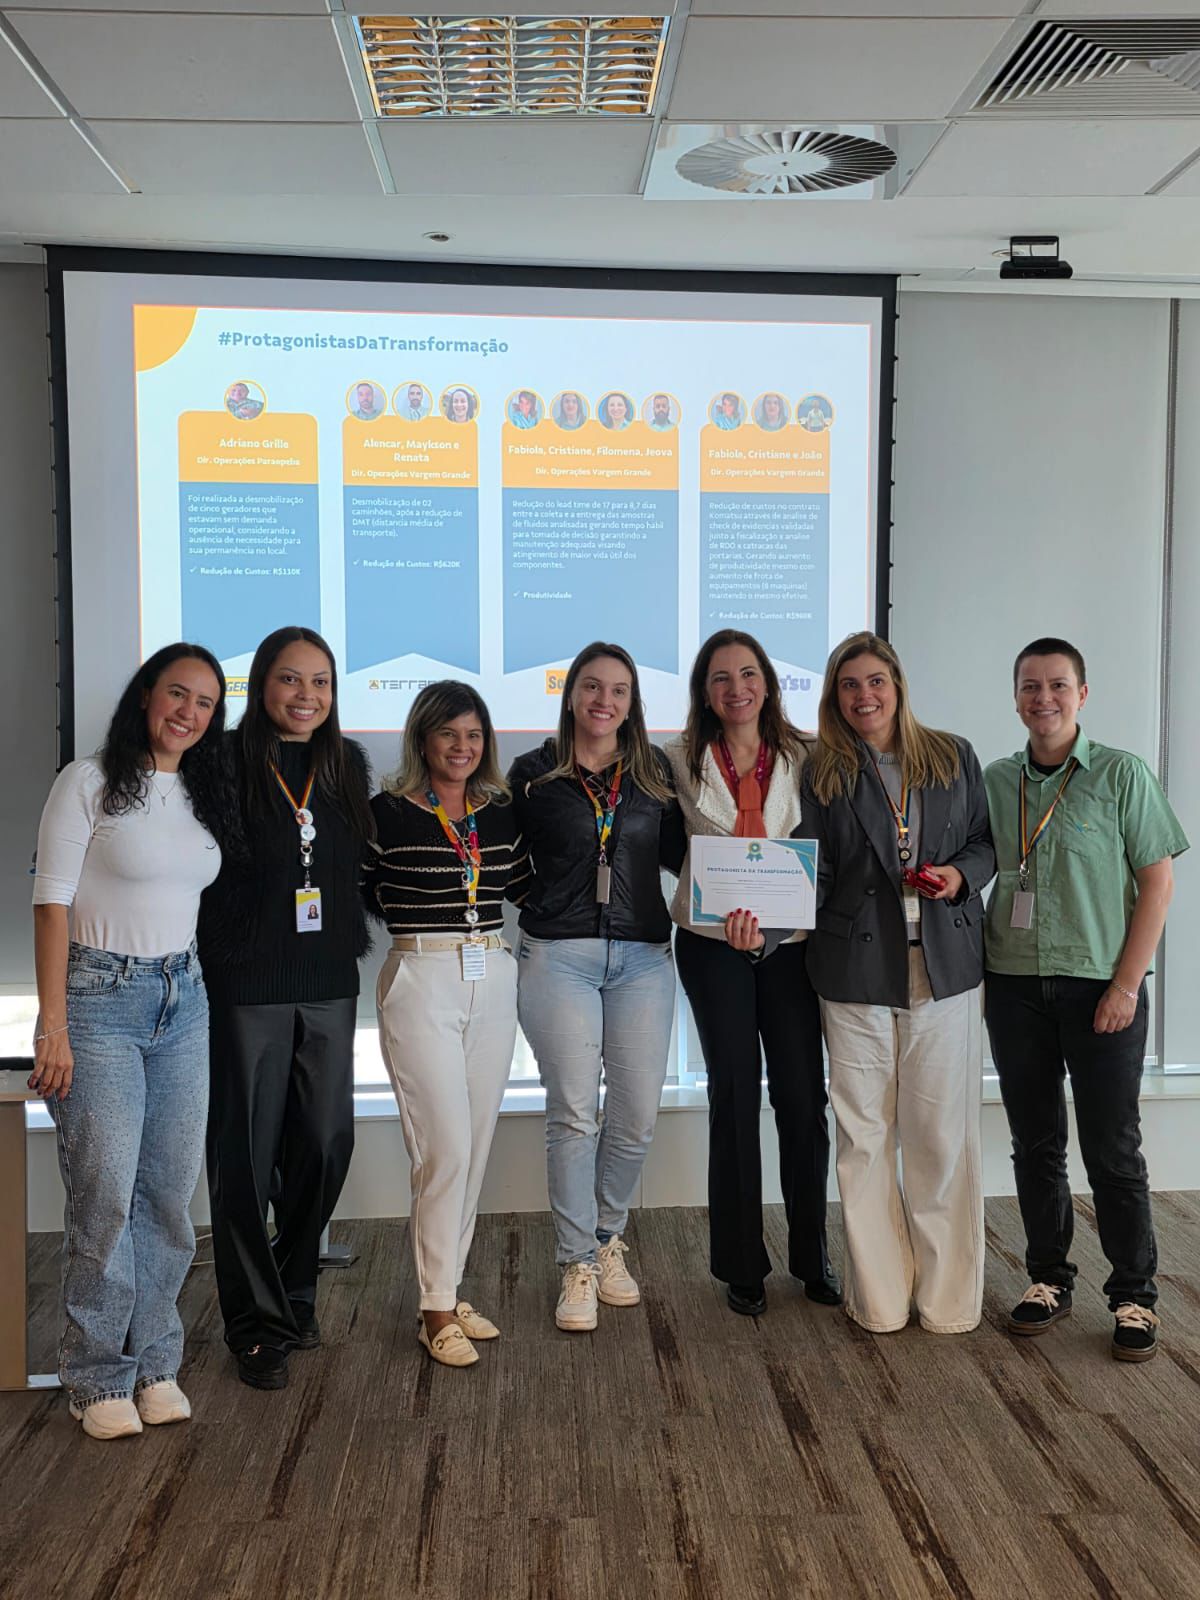 #ProtagonistasDaTransformação
Adriano Grille
Dir. Operações Paraopeba
Foi realizada a desmobilização
de cinco geradores que
estavam sem demanda
operacional, considerando a
ausência de necessidade para
sua permanência no local.
✓ Redução de Custos: R$110K
Alencar, Maykson e
Renata
Dir. Operações Vargem Grande
Desmobilização de 02
caminhões, após a redução de
DMT (distancia média de
transporte).
✓ Redução de Custos: R$620K
Fabiola, Cristiane, Filomena, Jeova
Dir. Operações Vargem Grande
Redução do lead time de 17 para 8,7 dias
entre a coleta e a entrega das amostras
de fluidos analisadas gerando tempo hábil
para tomada de decisão garantindo a
manutenção adequada visando
atingimento de maior vida útil dos
componentes.
✓ Produtividade
Fabiola, Cristiane e João
Dir. Operações Vargem Grande
Redução de custos no contrato
Komatsu através de analise de
check de evidencias validadas
junto a fiscalização x analise
de RDO x catracas das
portarias. Gerando aumento
de produtividade mesmo com
aumento de frota de
equipamentos (8 maquinas)
mantendo o mesmo efetivo.
✓ Redução de Custos: R$960K
GER
So
TSU
PROTAGONISTA DA TRANSFORMAÇÃO